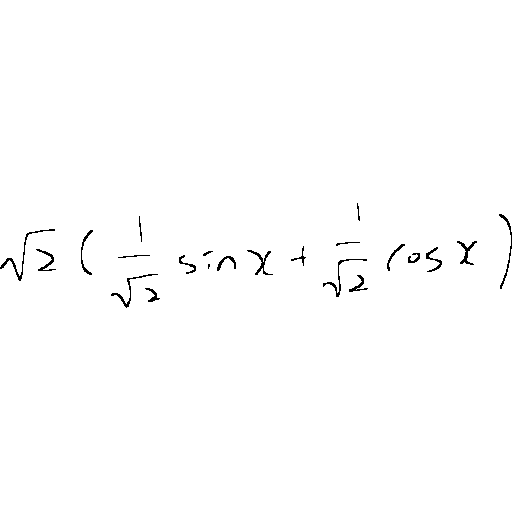 √2 ( 1/√2 sin x + 1/√2 cos x )